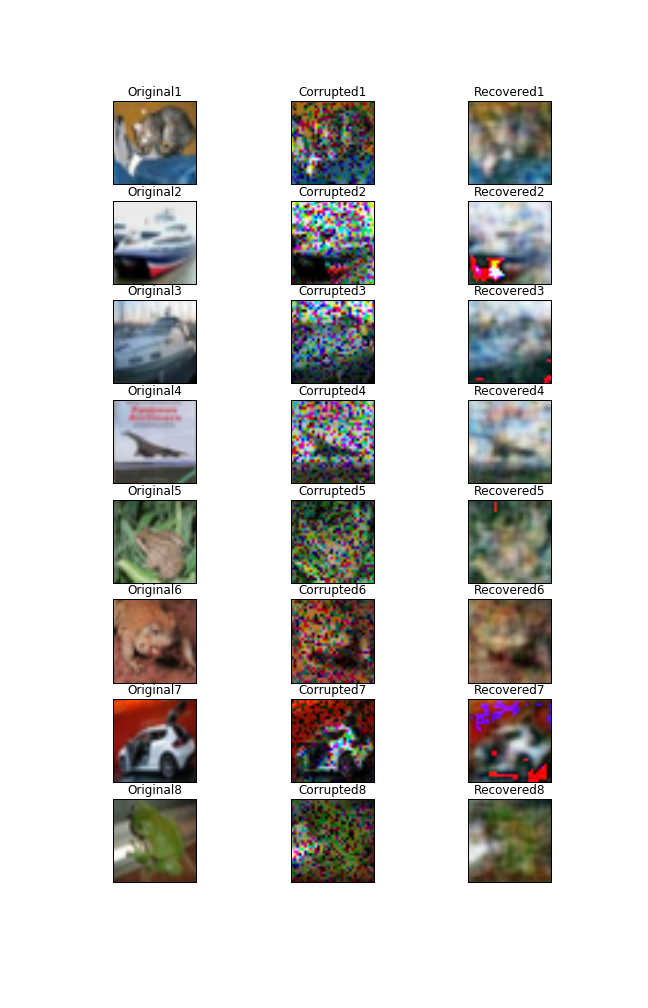 Original1 Corrupted1 Recovered1
Original2 Corrupted2 Recovered2
Original3 Corrupted3 Recovered3
Original4 Corrupted4 Recovered4
Original5 Corrupted5 Recovered5
Original6 Corrupted6 Recovered6
Original7 Corrupted7 Recovered7
Original8 Corrupted8 Recovered8